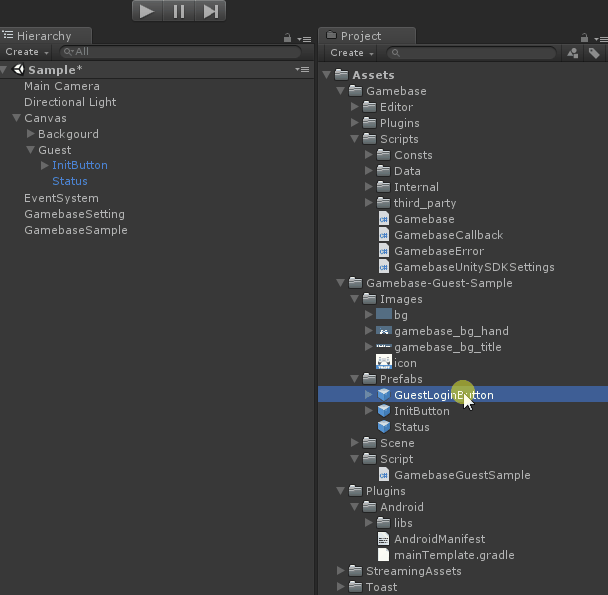 Hierarchy
Create
All
Sample*
Main Camera
Directional Light
Canvas
Backgourd
Guest
InitButton
Status
EventSystem
GamebaseSetting
GamebaseSample
Project
Create
Assets
Gamebase
Editor
Plugins
Scripts
Consts
Data
Internal
third_party
Gamebase
GamebaseCallback
GamebaseError
GamebaseUnitySDKSettings
Gamebase-Guest-Sample
Images
bg
gamebase_bg_hand
gamebase_bg_title
icon
Prefabs
GuestLoginButton
InitButton
Status
Scene
Script
GamebaseGuestSample
Plugins
Android
libs
AndroidManifest
mainTemplate.gradle
StreamingAssets
Toast